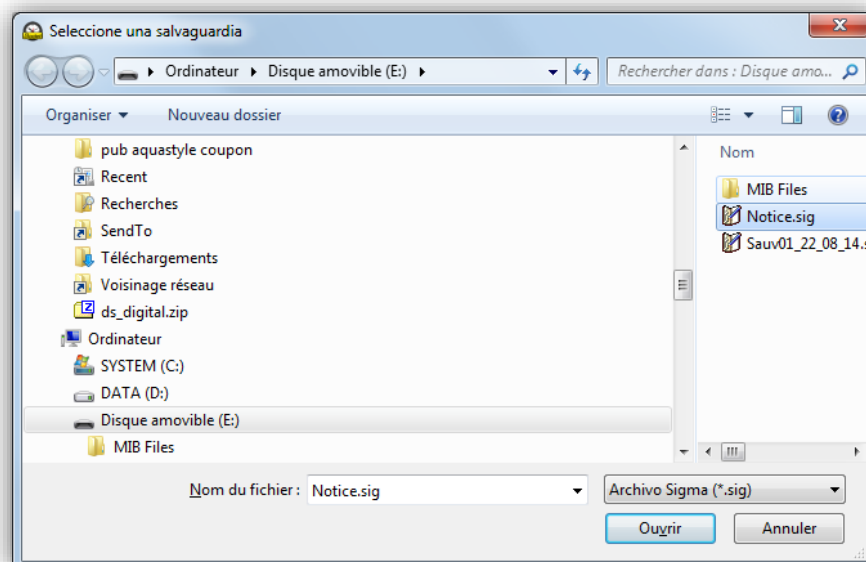 Seleccione una salvaguardia
Ordinateur Disque amovible (E:)
Rechercher dans : Disque amo...
Organiser
Nouveau dossier
pub aquastyle coupon
Recent
Recherches
SendTo
Téléchargements
Voisinage réseau
ds_digital.zip
Ordinateur
SYSTEM (C:)
DATA (D:)
Disque amovible (E:)
MIB Files
Nom
MIB Files
Notice.sig
Sauv01_22_08_14.s
Nom du fichier : Notice.sig
Archivo Sigma (*.sig)
Ouvrir
Annuler